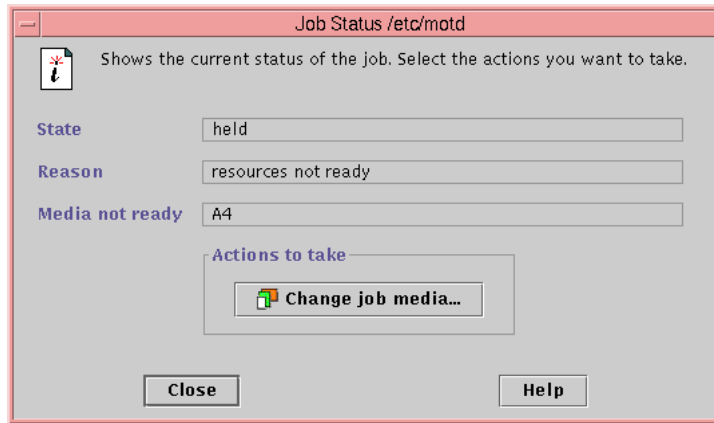 Job Status /etc/motd
Shows the current status of the job. Select the actions you want to take.
State held
Reason resources not ready
Media not ready A4
Actions to take
Change job media...
Close Help